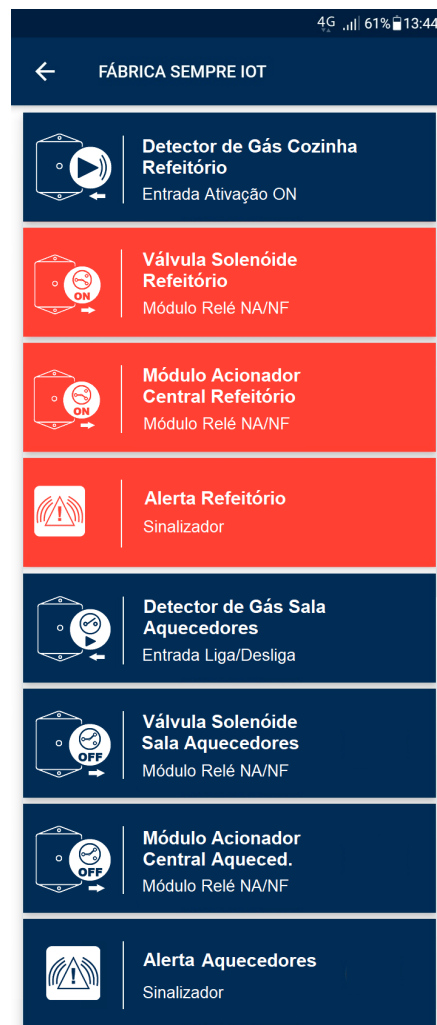 4G 61% 13:44
FÁBRICA SEMPRE IOT
Detector de Gás Cozinha
Refeitório
Entrada Ativação ON
Válvula Solenóide
Refeitório
ON
Módulo Relé NA/NF
Módulo Acionador
Central Refeitório
ON
Módulo Relé NA/NF
Alerta Refeitório
Sinalizador
Detector de Gás Sala
Aquecedores
Entrada Liga/Desliga
Válvula Solenóide
Sala Aquecedores
OFF
Módulo Relé NA/NF
Módulo Acionador
Central Aqueced.
OFF
Módulo Relé NA/NF
Alerta Aquecedores
Sinalizador